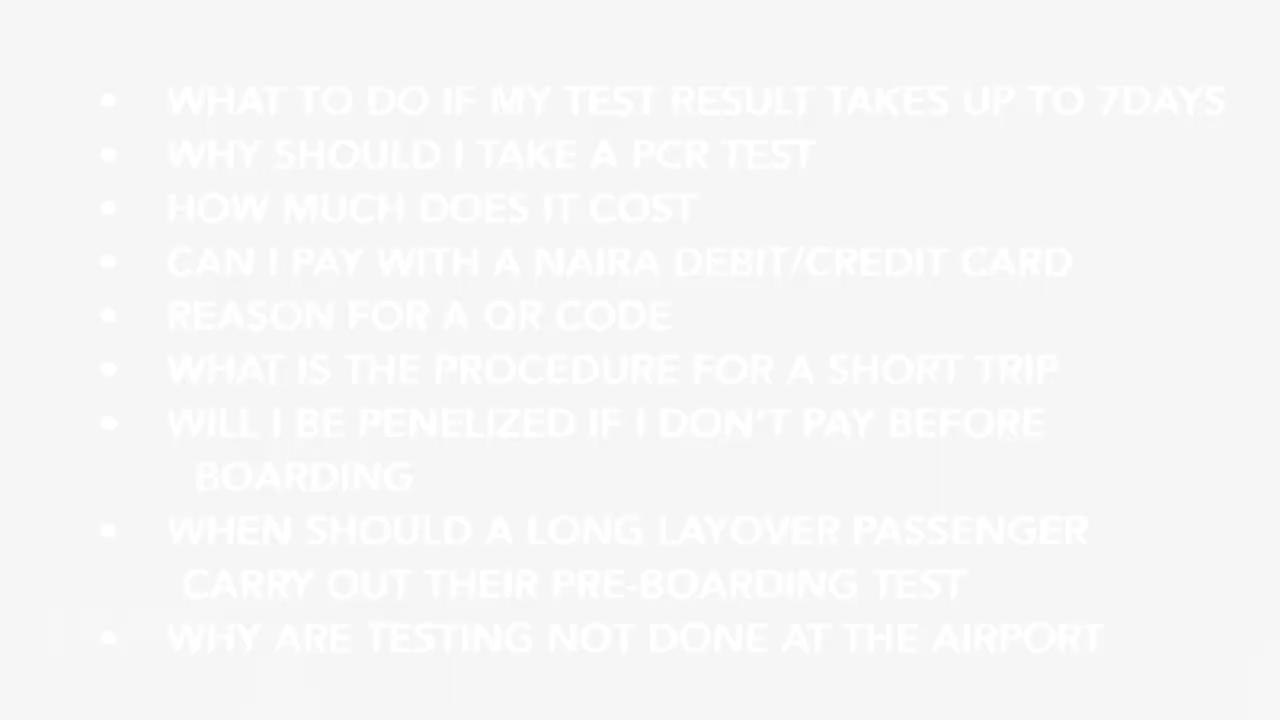 • WHAT TO DO IF MY TEST RESULT TAKES UP TO 7DAYS
• WHY SHOULD I TAKE A PCR TEST
• HOW MUCH DOES IT COST
• CAN I PAY WITH A NAIRA DEBIT/CREDIT CARD
• REASON FOR A QR CODE
• WHAT IS THE PROCEDURE FOR A SHORT TRIP
• WILL I BE PENELIZED IF I DON'T PAY BEFORE
BOARDING
• WHEN SHOULD A LONG LAYOVER PASSENGER
CARRY OUT THEIR PRE-BOARDING TEST
• WHY ARE TESTING NOT DONE AT THE AIRPORT